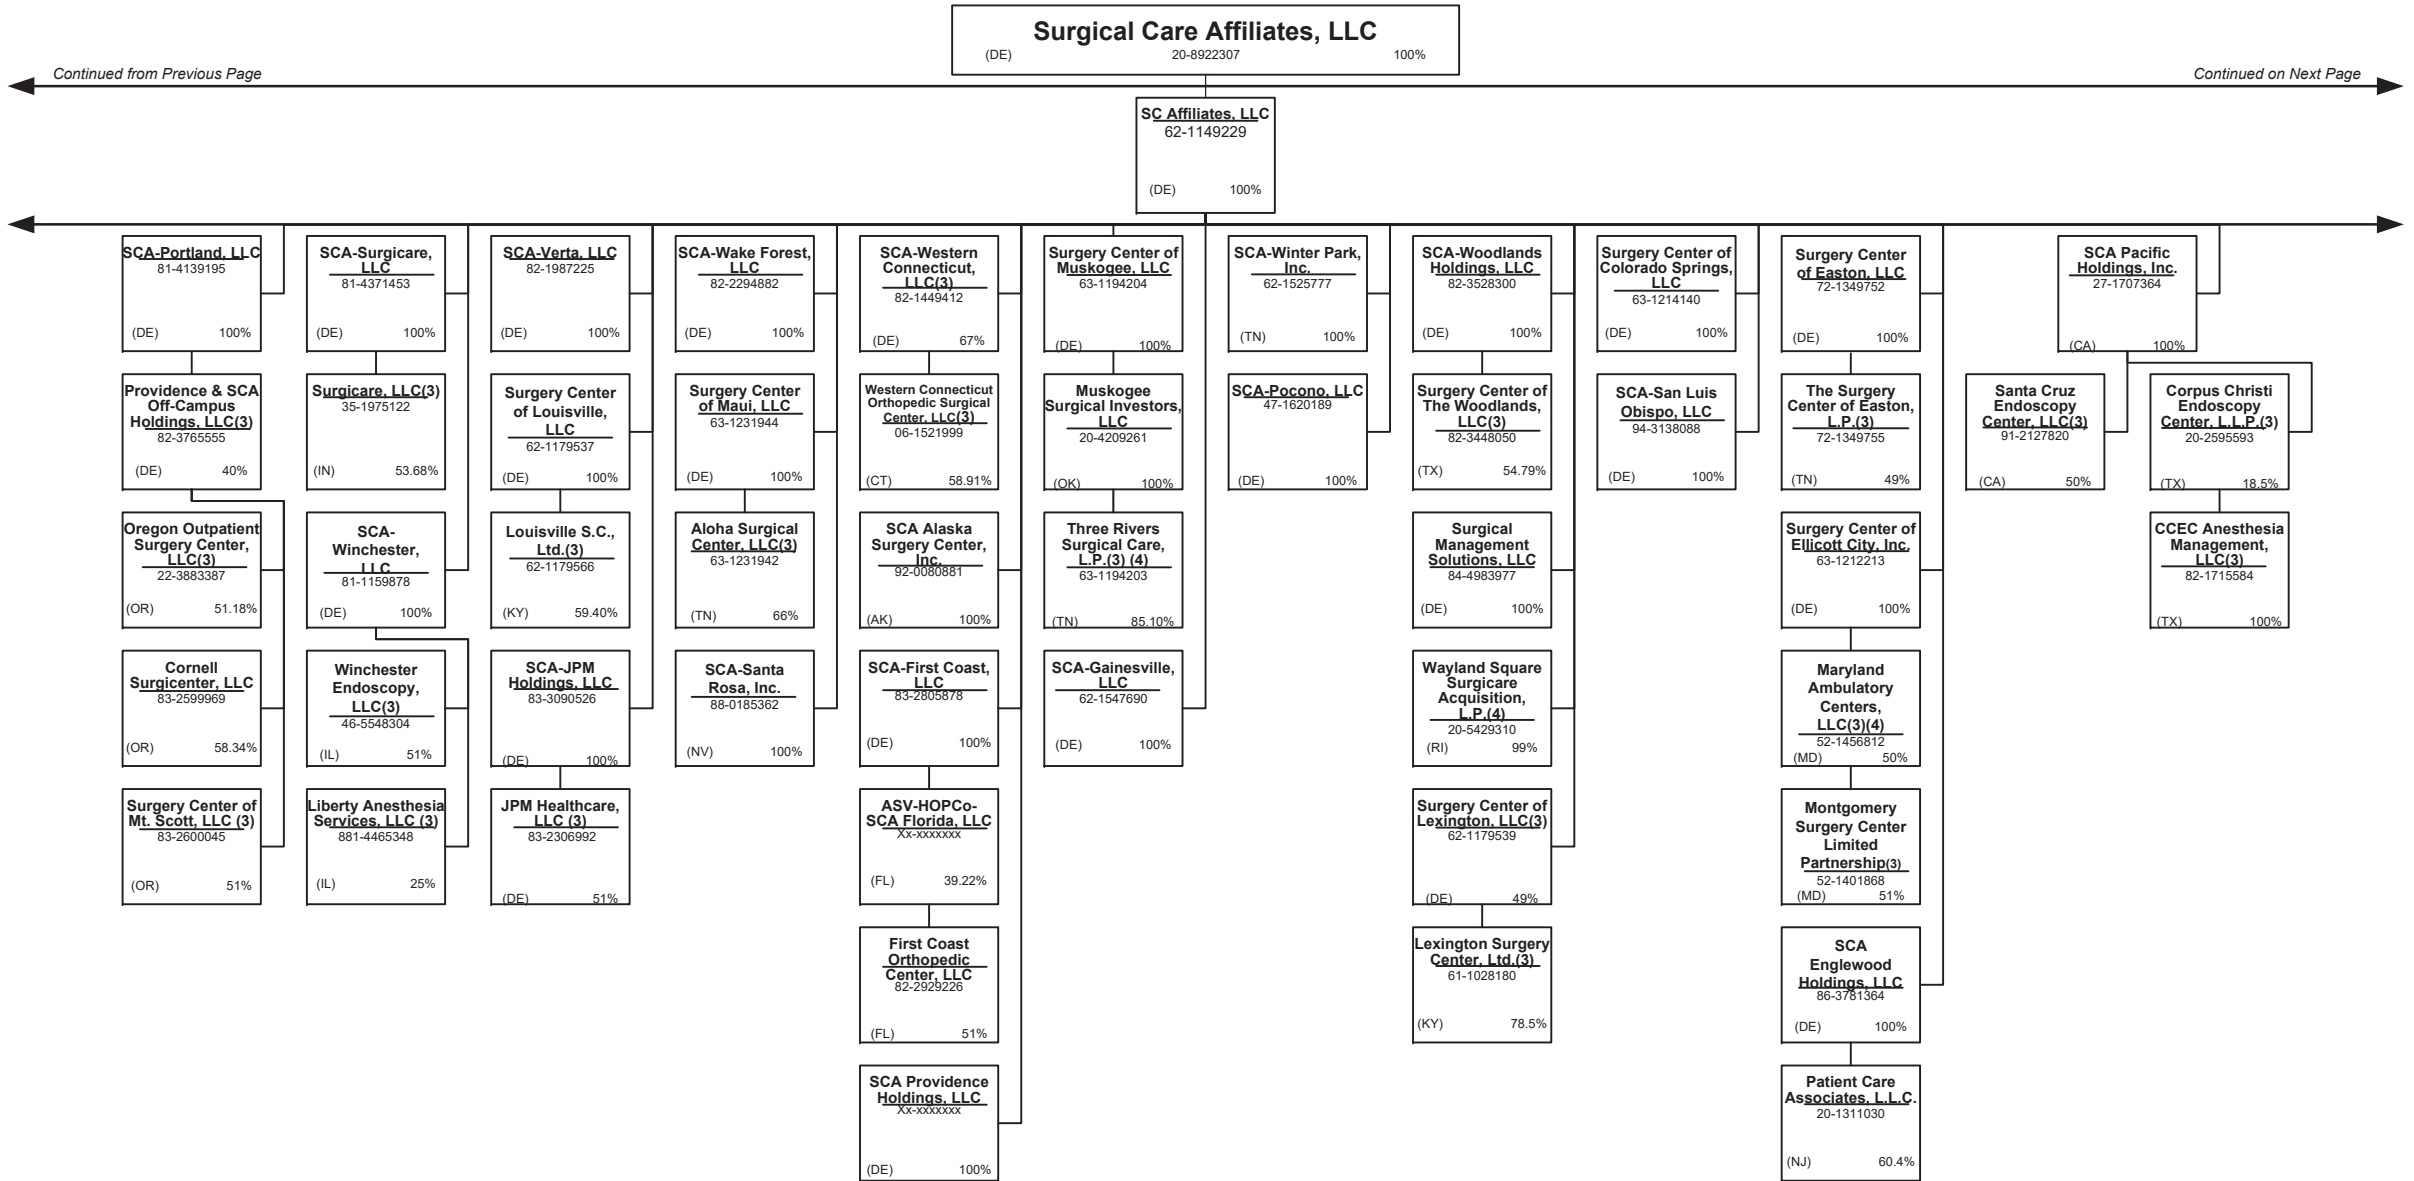 Surgical Care Affiliates, LLC
(DE) 20-8922307 100%
Continued from Previous Page
Continued on Next Page
SC Affiliates, LLC
62-1149229
(DE) 100%
SCA-Portland, LLC
81-4139195
(DE) 100%
Providence & SCA
Off-Campus
Holdings, LLC(3)
82-3765555
(DE) 40%
Oregon Outpatient
Surgery Center,
LLC(3)
22-3883387
(OR) 51.18%
Cornell
Surgicenter, LLC
83-2599969
(OR) 58.34%
Surgery Center of
Mt. Scott, LLC (3)
83-2600045
(OR) 51%
SCA-Surgicare,
LLC
81-4371453
(DE) 100%
Surgicare, LLC(3)
35-1975122
(IN) 53.68%
SCA-
Winchester,
LLC
81-1159878
(DE) 100%
Winchester
Endoscopy,
LLC(3)
46-5548304
(IL) 51%
Liberty Anesthesia
Services, LLC (3)
881-4465348
(IL) 25%
SCA-Verta, LLC
82-1987225
(DE) 100%
Surgery Center
of Louisville,
LLC
62-1179537
(DE) 100%
Louisville S.C.,
Ltd.(3)
62-1179566
(KY) 59.40%
SCA-JPM
Holdings, LLC
83-3090526
(DE) 100%
JPM Healthcare,
LLC (3)
83-2306992
(DE) 51%
SCA-Wake Forest,
LLC
82-2294882
(DE) 100%
Surgery Center
of Maui, LLC
63-1231944
(DE) 100%
Aloha Surgical
Center, LLC(3)
63-1231942
(TN) 66%
SCA-Santa
Rosa, Inc.
88-0185362
(NV) 100%
SCA-Western
Connecticut,
LLC(3)
82-1449412
(DE) 67%
Western Connecticut
Orthopedic Surgical
Center, LLC(3)
06-1521999
(CT) 58.91%
SCA Alaska
Surgery Center,
Inc.
92-0080881
(AK) 100%
SCA-First Coast,
LLC
83-2805878
(DE) 100%
ASV-HOPCo-
SCA Florida, LLC
Xx-xxxxxxx
(FL) 39.22%
First Coast
Orthopedic
Center, LLC
82-2929226
(FL) 51%
SCA Providence
Holdings, LLC
Xx-xxxxxxx
(DE) 100%
Surgery Center of
Muskogee, LLC
63-1194204
(DE) 100%
Muskogee
Surgical Investors,
LLC
20-4209261
(OK) 100%
Three Rivers
Surgical Care,
L.P.(3) (4)
63-1194203
(TN) 85.10%
SCA-Gainesville,
LLC
62-1547690
(DE) 100%
SCA-Winter Park,
Inc.
62-1525777
(TN) 100%
SCA-Pocono, LLC
47-1620189
(DE) 100%
SCA-Woodlands
Holdings, LLC
82-3528300
(DE) 100%
Surgery Center of
The Woodlands,
LLC(3)
82-3448050
(TX) 54.79%
Surgical
Management
Solutions, LLC
84-4983977
(DE) 100%
Wayland Square
Surgicare
Acquisition,
L.P.(4)
20-5429310
(RI) 99%
Surgery Center of
Lexington, LLC(3)
62-1179539
(DE) 49%
Lexington Surgery
Center, Ltd.(3)
61-1028180
(KY) 78.5%
Surgery Center of
Colorado Springs,
LLC
63-1214140
(DE) 100%
SCA-San Luis
Obispo, LLC
94-3138088
(DE) 100%
Surgery Center
of Easton, LLC
72-1349752
(DE) 100%
The Surgery
Center of Easton,
L.P.(3)
72-1349755
(TN) 49%
Surgery Center of
Ellicott City, Inc.
63-1212213
(DE) 100%
Maryland
Ambulatory
Centers,
LLC(3)(4)
52-1456812
(MD) 50%
Montgomery
Surgery Center
Limited
Partnership(3)
52-1401868
(MD) 51%
SCA
Englewood
Holdings, LLC
86-3781364
(DE) 100%
Patient Care
Associates, L.L.C.
20-1311030
(NJ) 60.4%
SCA Pacific
Holdings, Inc.
27-1707364
(CA) 100%
Santa Cruz
Endoscopy
Center, LLC(3)
91-2127820
(CA) 50%
Corpus Christi
Endoscopy
Center, L.L.P.(3)
20-2595593
(TX) 18.5%
CCEC Anesthesia
Management,
LLC(3)
82-1715584
(TX) 100%